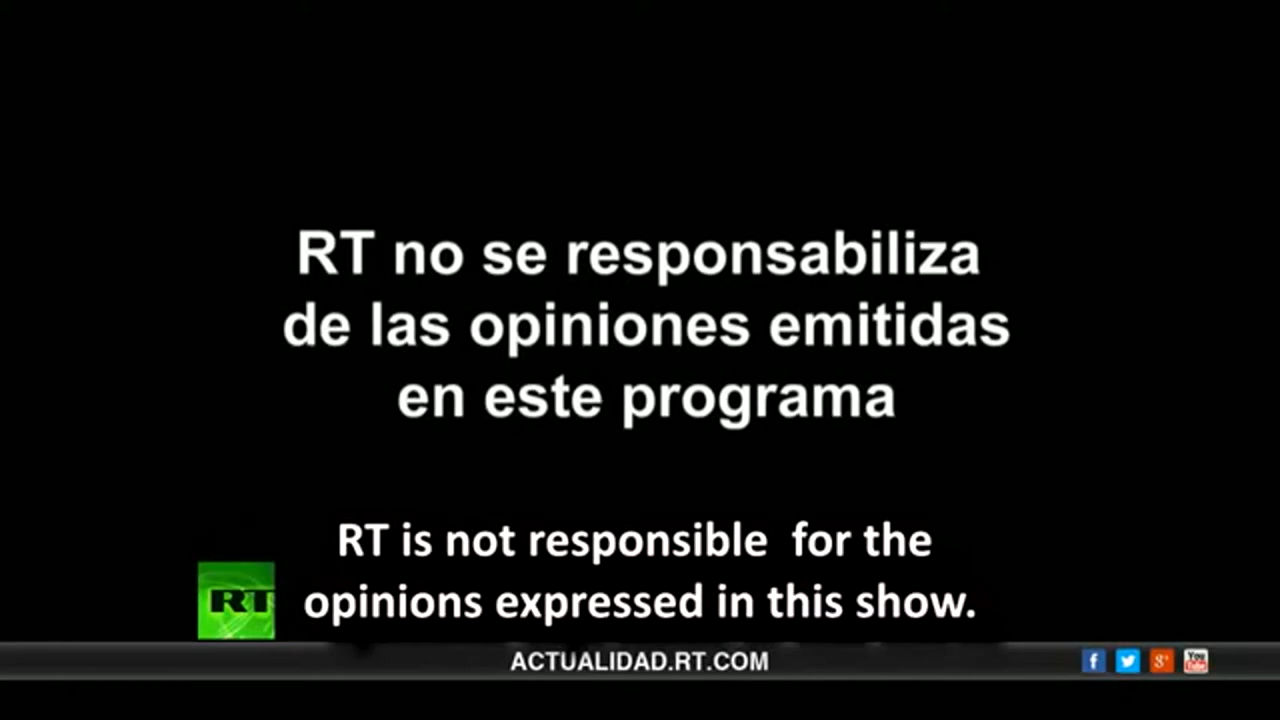 RT no se responsabiliza
de las opiniones emitidas
en este programa
RT is not responsible  for the
opinions expressed in this show.
RT
ACTUALIDAD.RT.COM
f
g+
You
Tube